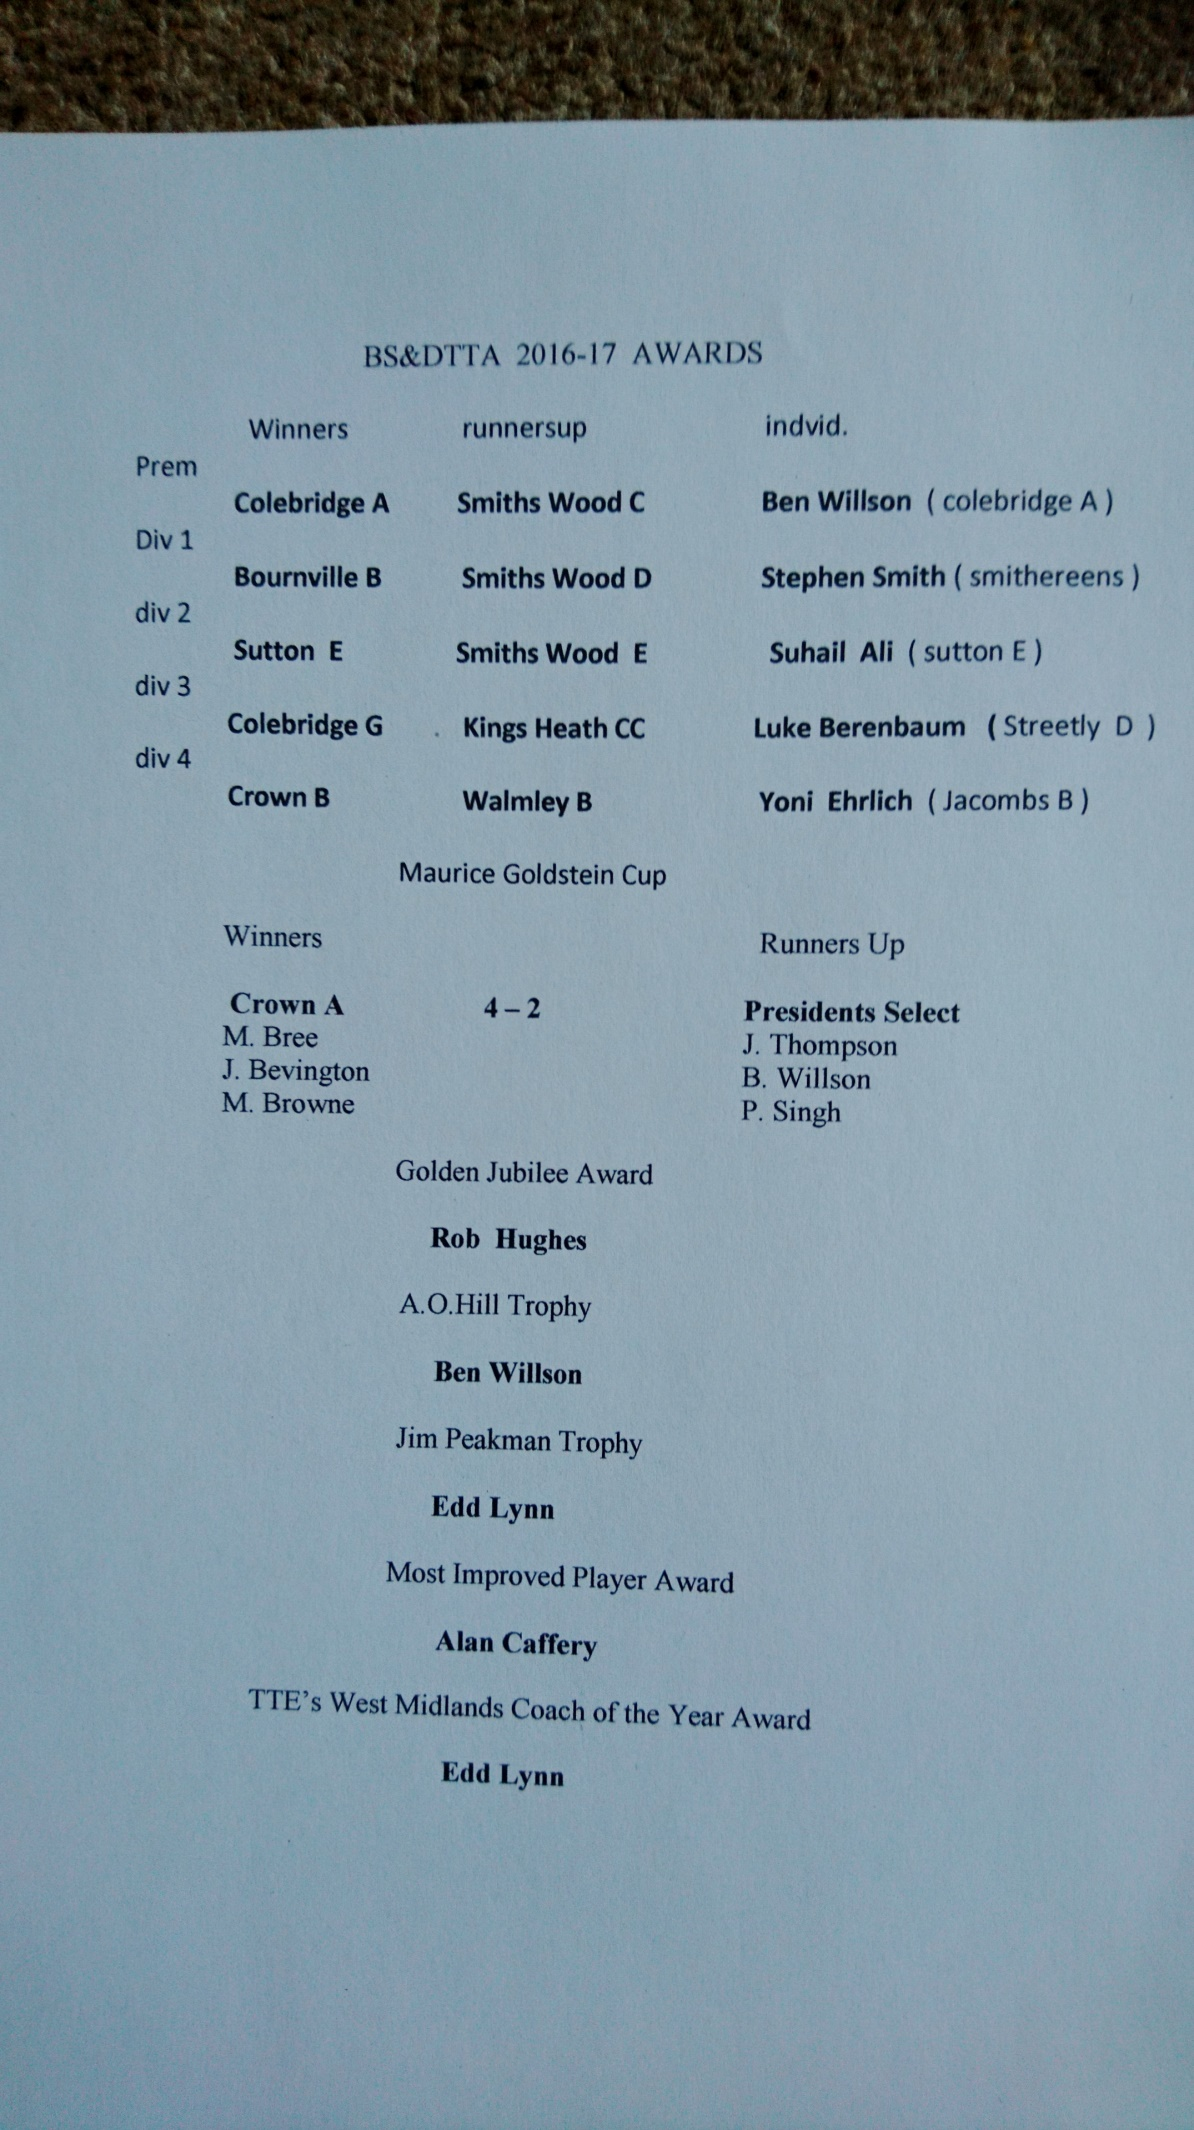 BS&DTTA 2016-17 AWARDS
Winners runnersup indvid.
Prem
Colebridge A Smiths Wood C Ben Willson ( colebridge A )
Div 1
Bournville B Smiths Wood D Stephen Smith ( smithereens )
div 2
Sutton E Smiths Wood E Suhail Ali ( sutton E )
div 3
Colebridge G . Kings Heath CC Luke Berenbaum ( Streetly D )
div 4
Crown B Walmley B Yoni Ehrlich ( Jacombs B )
Maurice Goldstein Cup
Winners Runners Up
Crown A 4 – 2 Presidents Select
M. Bree J. Thompson
J. Bevington B. Willson
M. Browne P. Singh
Golden Jubilee Award
Rob Hughes
A.O.Hill Trophy
Ben Willson
Jim Peakman Trophy
Edd Lynn
Most Improved Player Award
Alan Caffery
TTE’s West Midlands Coach of the Year Award
Edd Lynn